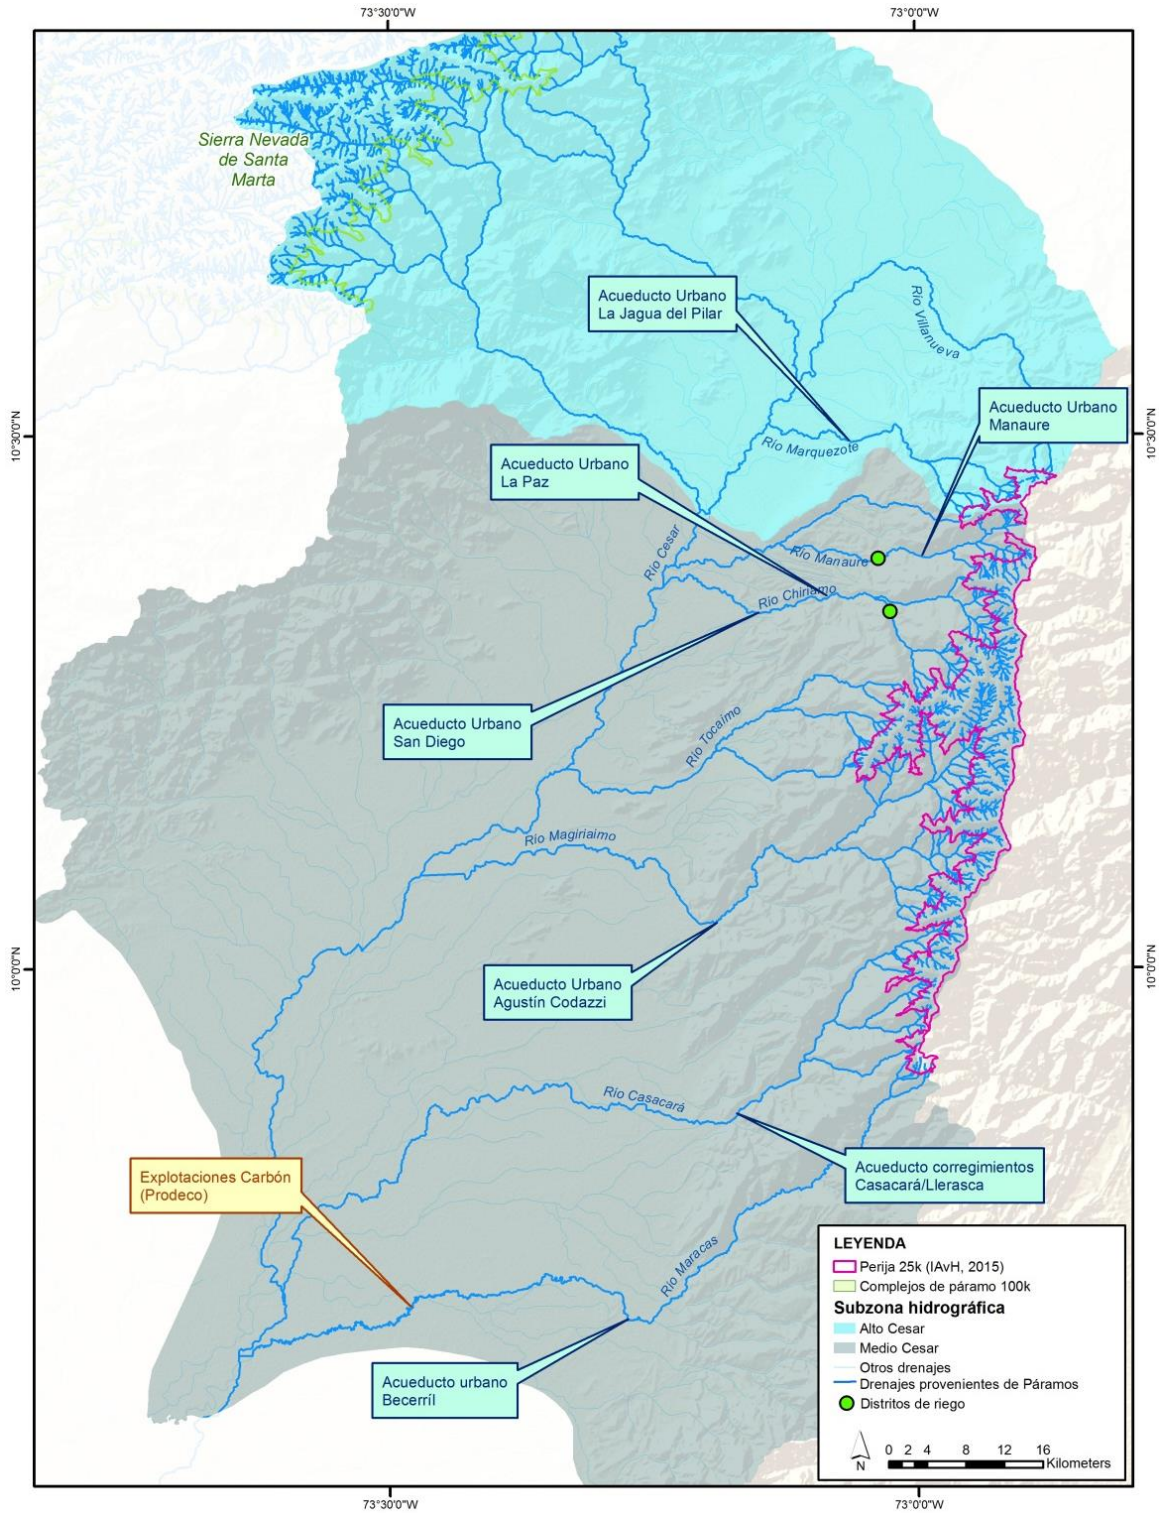 73°30'0"W
73°0'0"W
Sierra Nevada
de Santa
Marta
Acueducto Urbano
La Jagua del Pilar
Río Villanueva
Acueducto Urbano
Manaure
10°30'0"N
10°30'0"N
Río Marquezote
Acueducto Urbano
La Paz
Río Cesar
Río Manaure
Río Chiriamo
Acueducto Urbano
San Diego
Río Tocaimo
Río Magiriaimo
10°0'0"N
10°0'0"N
Acueducto Urbano
Agustín Codazzi
Río Casacará
Explotaciones Carbón
(Prodeco)
Acueducto corregimientos
Casacará/Llerasca
Río Maracas
Acueducto urbano
Becerríl
LEYENDA
Perija 25k (IAvH, 2015)
Complejos de páramo 100k
Subzona hidrográfica
Alto Cesar
Medio Cesar
Otros drenajes
Drenajes provenientes de Páramos
Distritos de riego
N
0 2 4 8 12 16
Kilometers
73°30'0"W
73°0'0"W